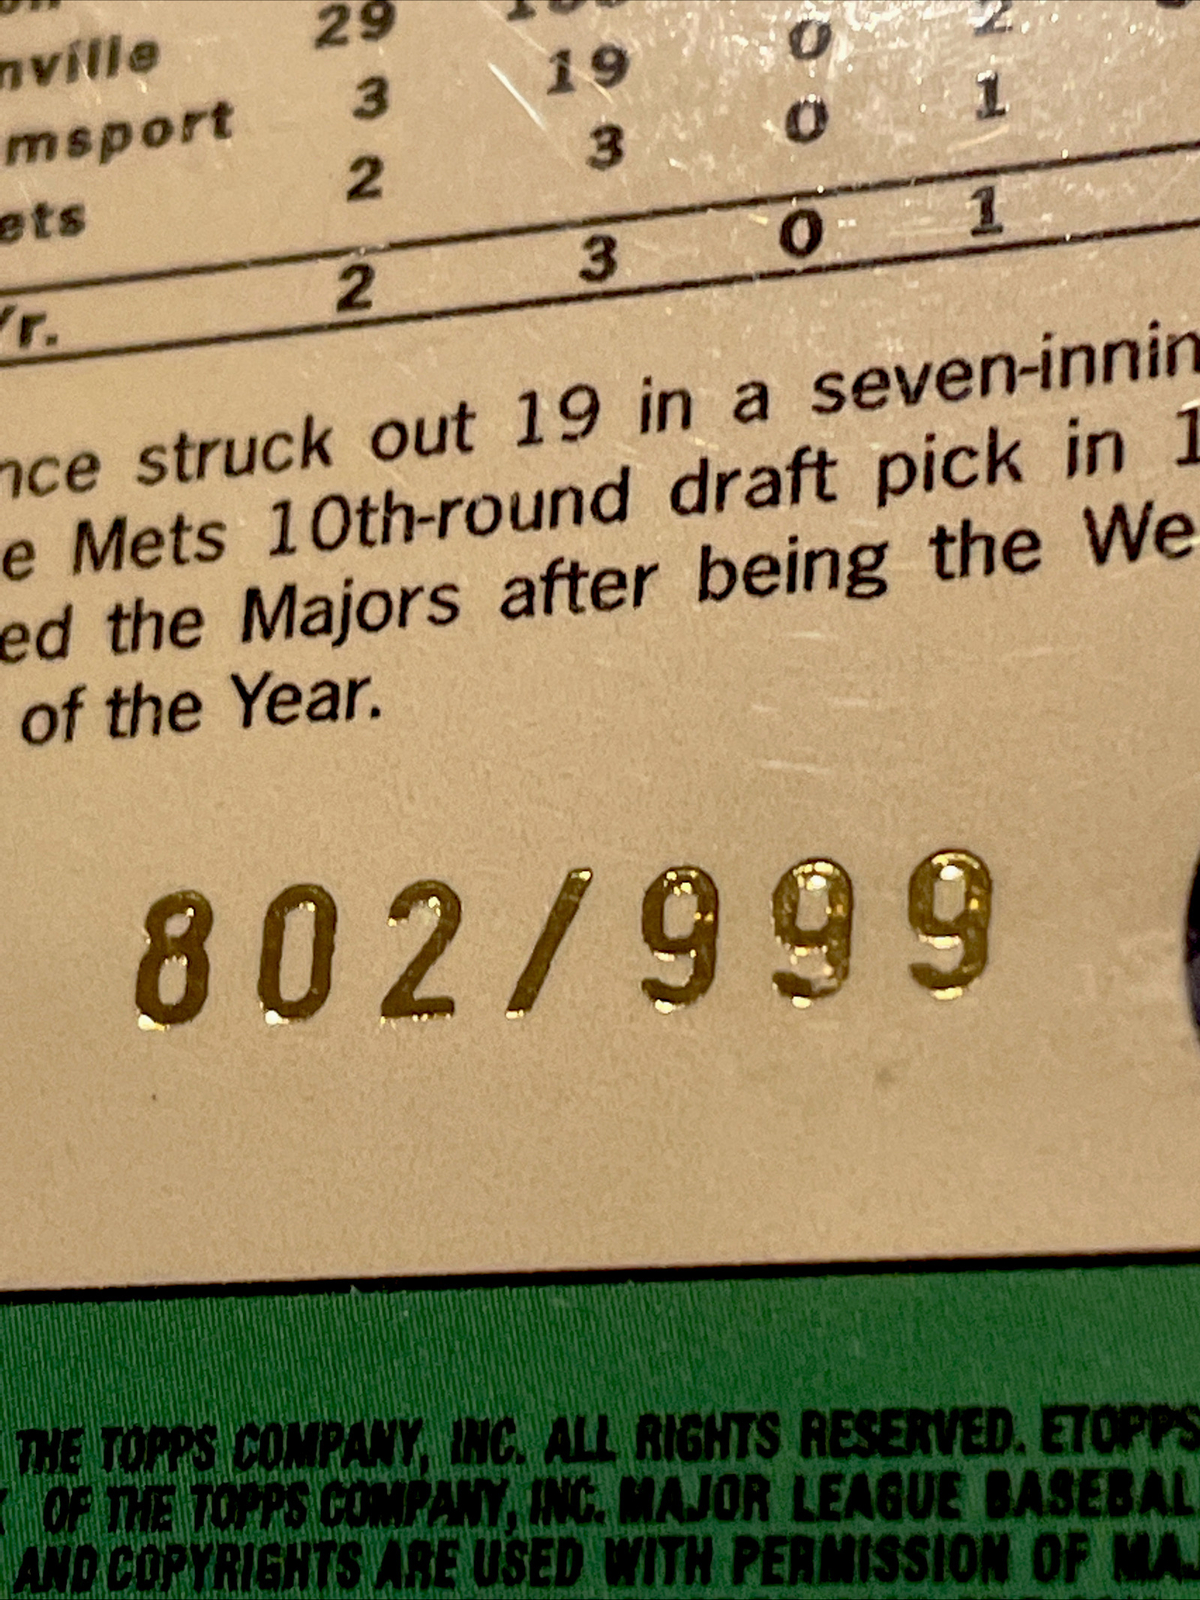 29 0 2
nville 3 19 0 1
msport 2 3
ets
Yr. 2 3 0 1
nce struck out 19 in a seven-innin
e Mets 10th-round draft pick in 1
ed the Majors after being the We
of the Year.
802/999
THE TOPPS COMPANY, INC. ALL RIGHTS RESERVED. ETOPPS
OF THE TOPPS COMPANY, INC. MAJOR LEAGUE BASEBAL
AND COPYRIGHTS ARE USED WITH PERMISSION OF MAJ